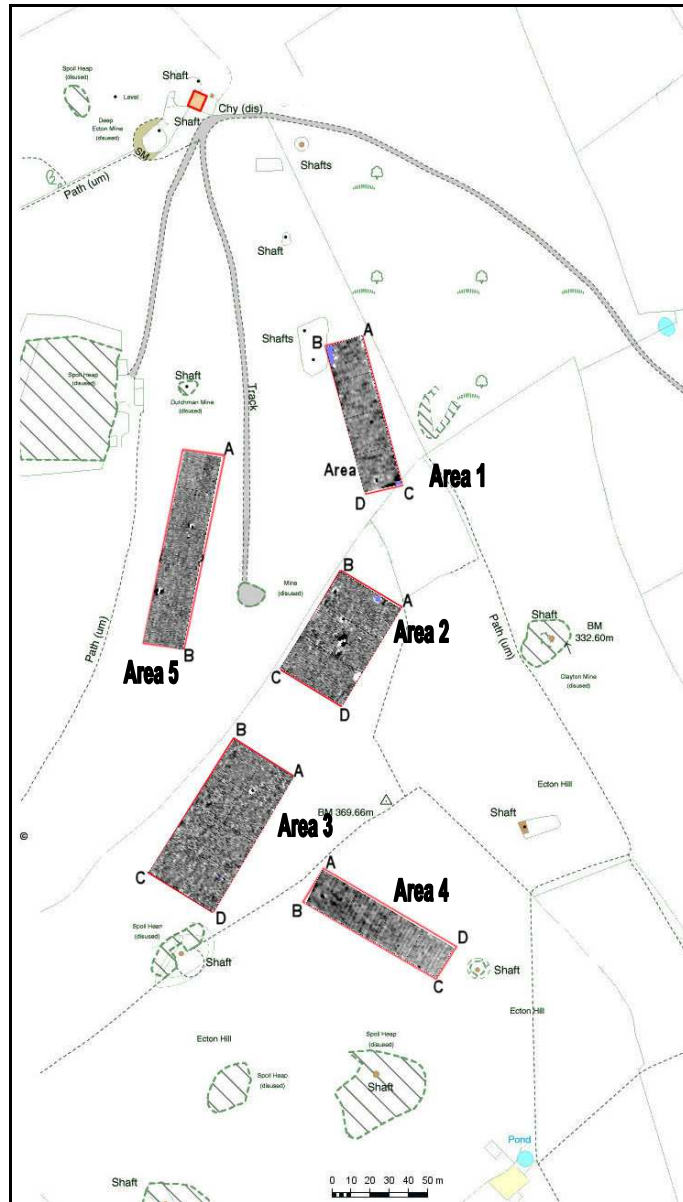 Spoil Heap
(disused)
Shaft
Level
Deep
Ecton Mine
(disused)
Shaft
Chy (dis)
SM
Path (um)
Shafts
Shaft
Shafts
B
A
Spoil Heap
(disused)
Shaft
Dutchman Mine
(disused)
Track
A
Area
D
C
Area 1
B
A
Mine
(disused)
Area 2
Shaft
BM
332.60m
Path (um)
Clayton Mine
(disused)
Path (um)
Area 5
B
C
D
B
A
Ecton Hill
BM 369.66m
Area 3
Shaft
©
A
Area 4
C
B
D
D
C
Spoil Heap
(disused)
Shaft
Shaft
Ecton Hill
Ecton Hill
Spoil Heap
(disused)
Spoil Heap
(disused)
Shaft
Pond
Shaft
0 10 20 30 40 50 m